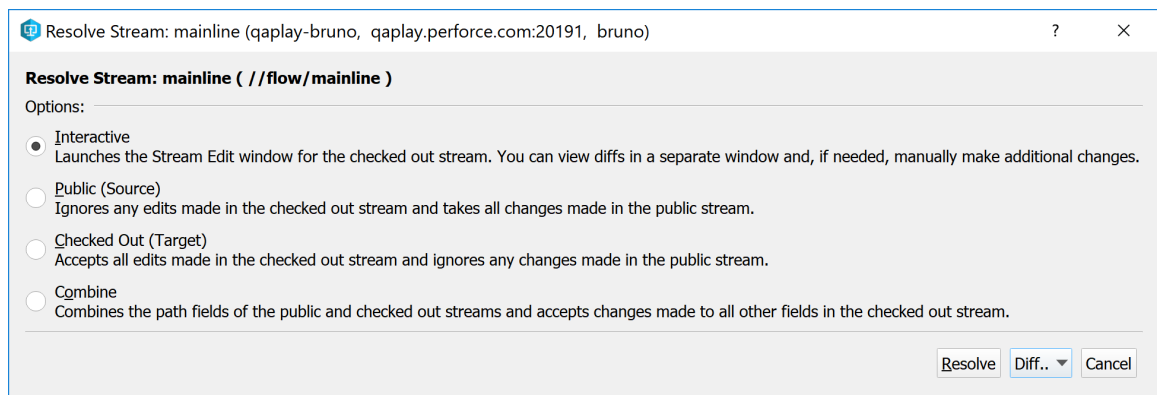 Resolve Stream: mainline (qaplay-bruno, qaplay.perforce.com:20191, bruno)
Resolve Stream: mainline ( //flow/mainline )
Options:
Interactive
Launches the Stream Edit window for the checked out stream. You can view diffs in a separate window and, if needed, manually make additional changes.
Public (Source)
Ignores any edits made in the checked out stream and takes all changes made in the public stream.
Checked Out (Target)
Accepts all edits made in the checked out stream and ignores any changes made in the public stream.
Combine
Combines the path fields of the public and checked out streams and accepts changes made to all other fields in the checked out stream.
Resolve Diff.. Cancel